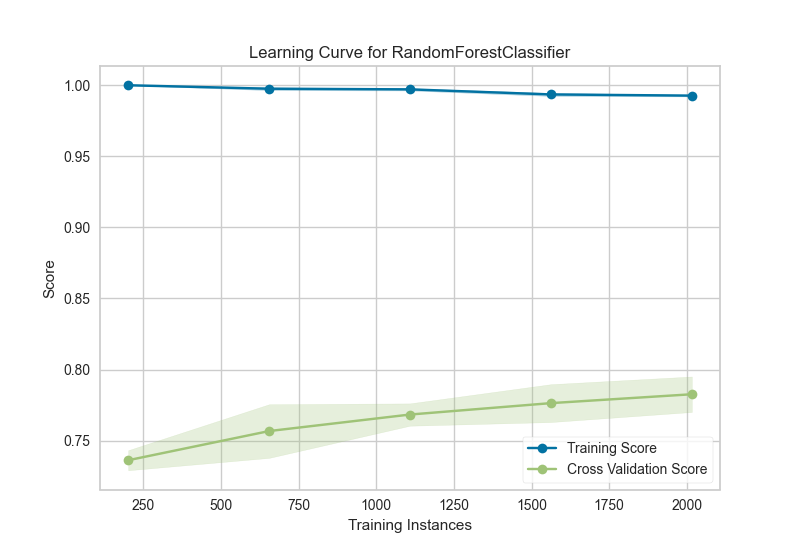 Learning Curve for RandomForestClassifier
1.00
0.95
0.90
0.85
0.80
0.75
Score
250 500 750 1000 1250 1500 1750 2000
Training Instances
Training Score
Cross Validation Score